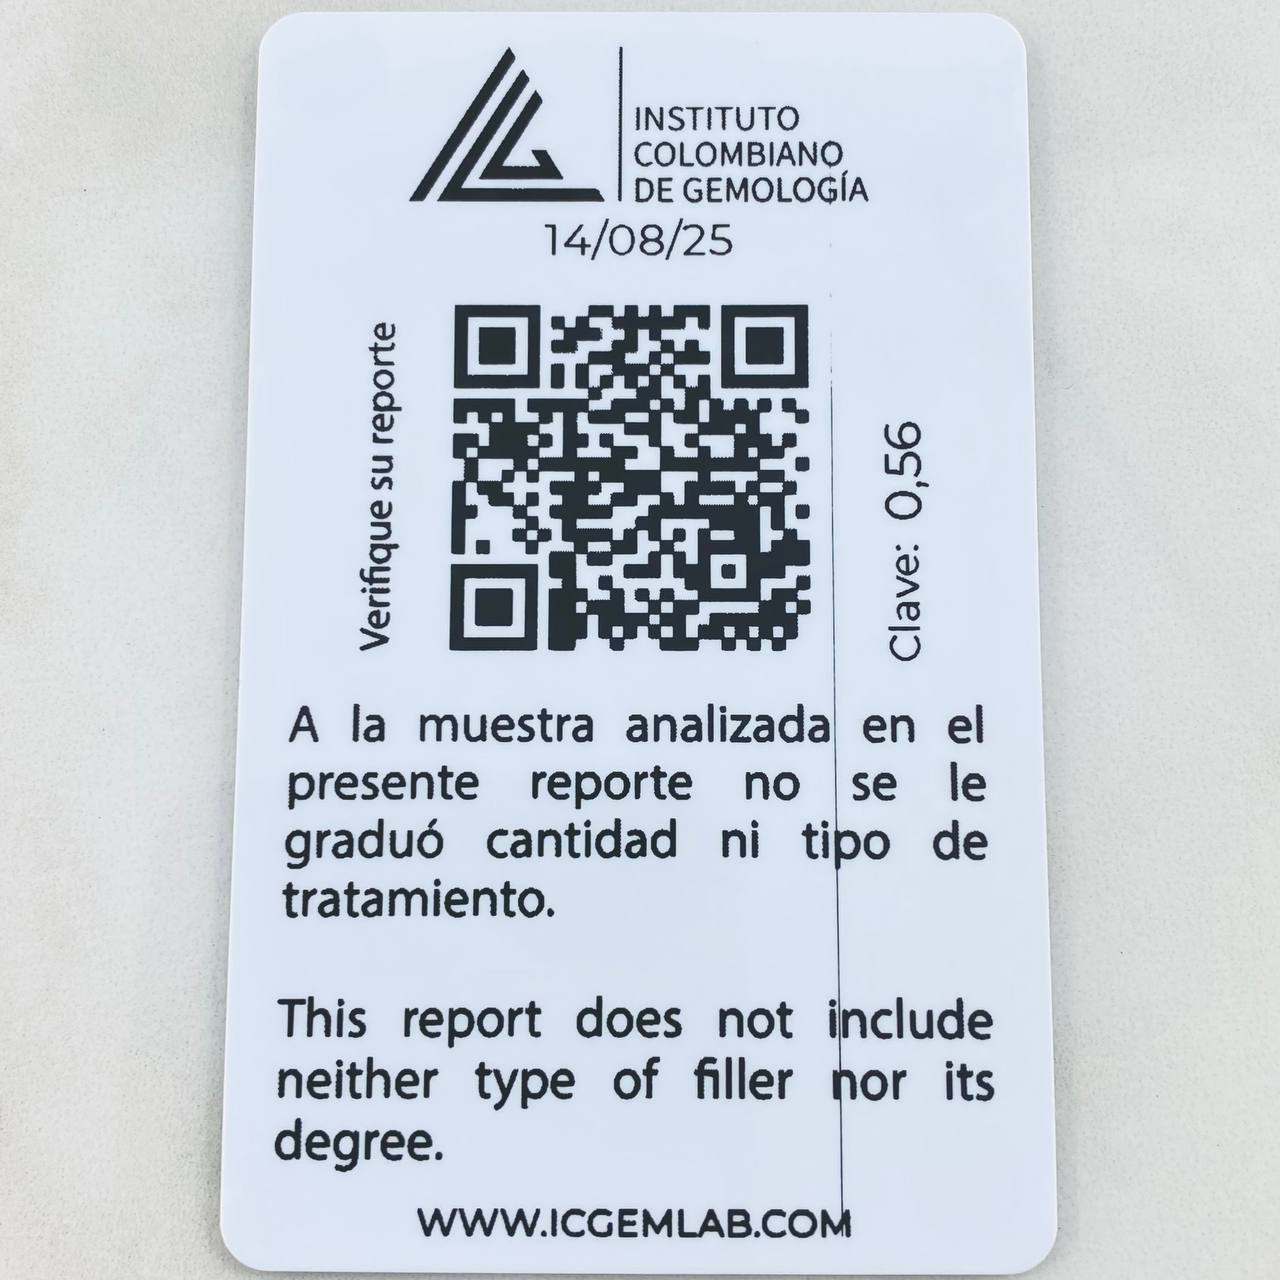 INSTITUTO
COLOMBIANO
DE GEMOLOGÍA
14/08/25
Verifique su reporte
Clave: 0,56
A la muestra analizada en el
presente reporte no se le
graduó cantidad ni tipo de
tratamiento.
This report does not include
neither type of filler nor its
degree.
WWW.ICGEMLAB.COM